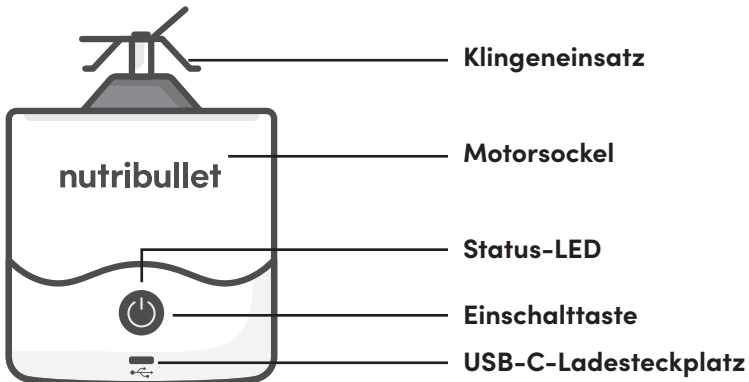 Klingeneinsatz
Motorsockel
nutribullet
Status-LED
Einschalttaste
USB-C-Ladesteckplatz